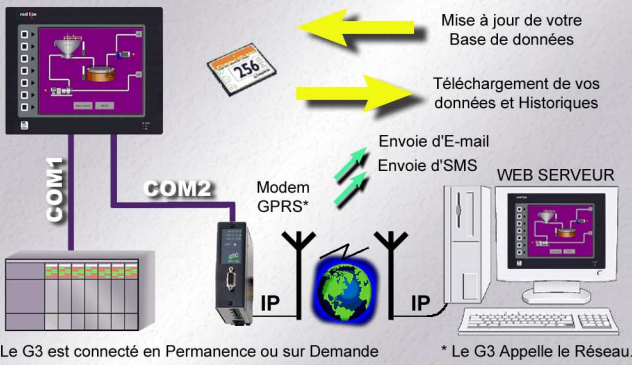 red lion
256
Mise à jour de votre
Base de données
Téléchargement de vos
données et Historiques
Envoie d'E-mail
Envoie d'SMS
COM1
COM2
Modem
GPRS*
WEB SERVEUR
IP
IP
Le G3 est connecté en Permanence ou sur Demande
* Le G3 Appelle le Réseau.